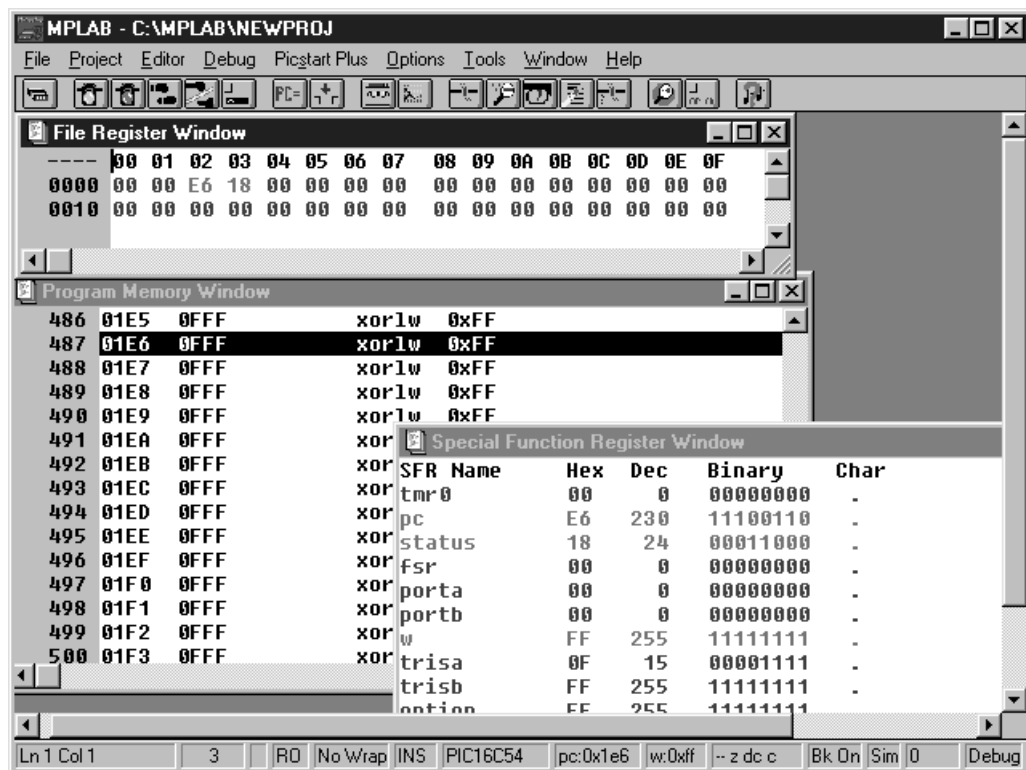 MPLAB - C:\MPLAB\NEWPROJ
File Project Editor Debug Picstart Plus Options Tools Window Help
PC=
File Register Window
---- 00 01 02 03 04 05 06 07 08 09 0A 0B 0C 0D 0E 0F
0000 00 00 E6 18 00 00 00 00 00 00 00 00 00 00 00 00
0010 00 00 00 00 00 00 00 00 00 00 00 00 00 00 00 00
Program Memory Window
486 01E5 0FFF xorlw 0xFF
487 01E6 0FFF xorlw 0xFF
488 01E7 0FFF xorlw 0xFF
489 01E8 0FFF xorlw 0xFF
490 01E9 0FFF xorlw 0xFF
491 01EA 0FFF xor
492 01EB 0FFF xor
493 01EC 0FFF xor
494 01ED 0FFF xor
495 01EE 0FFF xor
496 01EF 0FFF xor
497 01F0 0FFF xor
498 01F1 0FFF xor
499 01F2 0FFF xor
500 01F3 0FFF xor
Special Function Register Window
SFR Name Hex Dec Binary Char
tmr0 00 0 00000000 .
pc E6 230 11100110 .
status 18 24 00011000 .
fsr 00 0 00000000 .
porta 00 0 00000000 .
portb 00 0 00000000 .
w FF 255 11111111 .
trisa 0F 15 00001111 .
trisb FF 255 11111111 .
option FF 255 11111111
Ln 1 Col 1 3 RO No Wrap INS PIC16C54 pc:0x1e6 w:0xff -- z dc c Bk On Sim 0 Debug